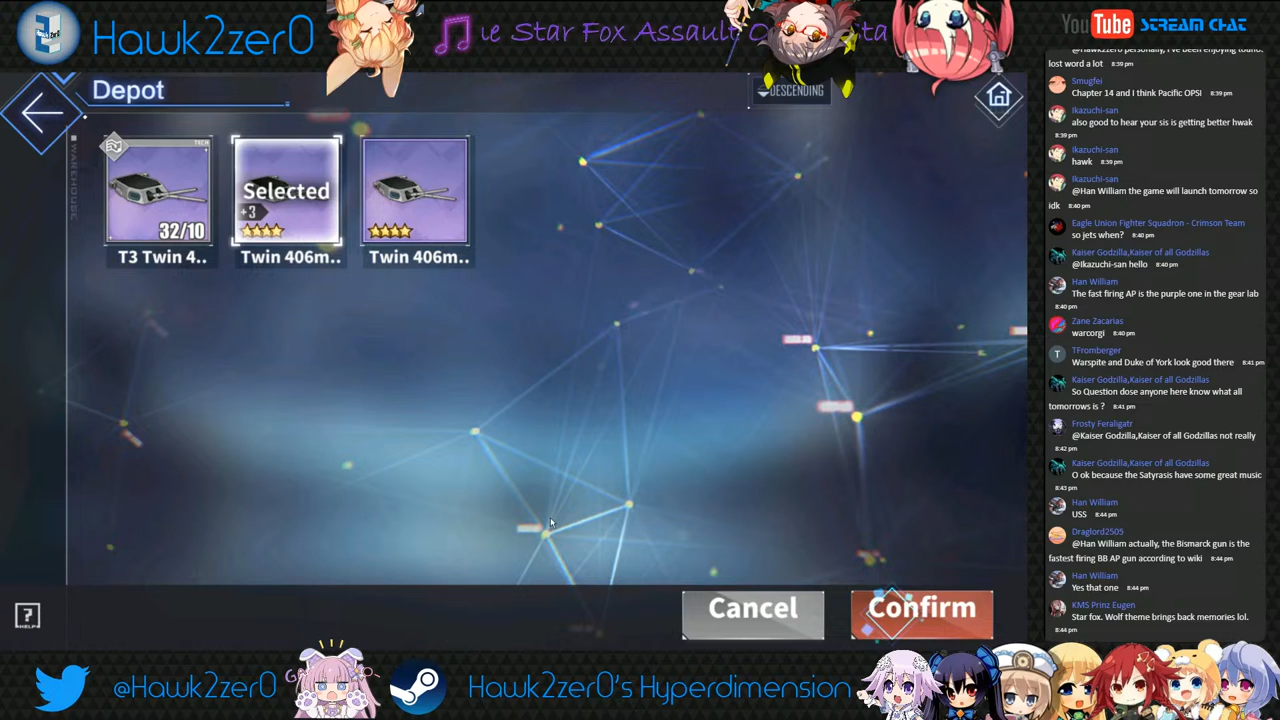 Hawk2zer0
ue Star Fox Assault O
ta
YouTube STREAM CHAT
Depot
DESCENDING
WAREHOUSE
TECH
32/10
T3 Twin 4..
Selected
+3
Twin 406m..
Twin 406m..
Cancel
Confirm
?
HELP
@Hawk2zer0
Hawk2zer0's Hyperdimension
lost word a lot 8:39 pm
Smugfei
Chapter 14 and I think Pacific OPS! 8:39 pm
Ikazuchi-san
also good to hear your sis is getting better hwak
8:39 pm
Ikazuchi-san
hawk 8:39 pm
Ikazuchi-san
@Han William the game will launch tomorrow so
idk 8:40 pm
Eagle Union Fighter Squadron - Crimson Team
so jets when? 8:40 pm
Kaiser Godzilla,Kaiser of all Godzillas
@Ikazuchi-san hello 8:40 pm
Han William
The fast firing AP is the purple one in the gear lab
8:40 pm
Zane Zacarias
warcorgi 8:40 pm
T
TFromberger
Warspite and Duke of York look good there 8:41 pm
Kaiser Godzilla,Kaiser of all Godzillas
So Question dose anyone here know what all
tomorrows is ? 8:41 pm
Frosty Feraligatr
@Kaiser Godzilla,Kaiser of all Godzillas not really
8:42 pm
Kaiser Godzilla,Kaiser of all Godzillas
O ok because the Satyrasis have some great music
8:43 pm
Han William
USS 8:44 pm
Draglord2505
@Han William actually, the Bismarck gun is the
fastest firing BB AP gun according to wiki 8:44 pm
Han William
Yes that one 8:44 pm
KMS Prinz Eugen
Star fox. Wolf theme brings back memories lol.
8:44 pm